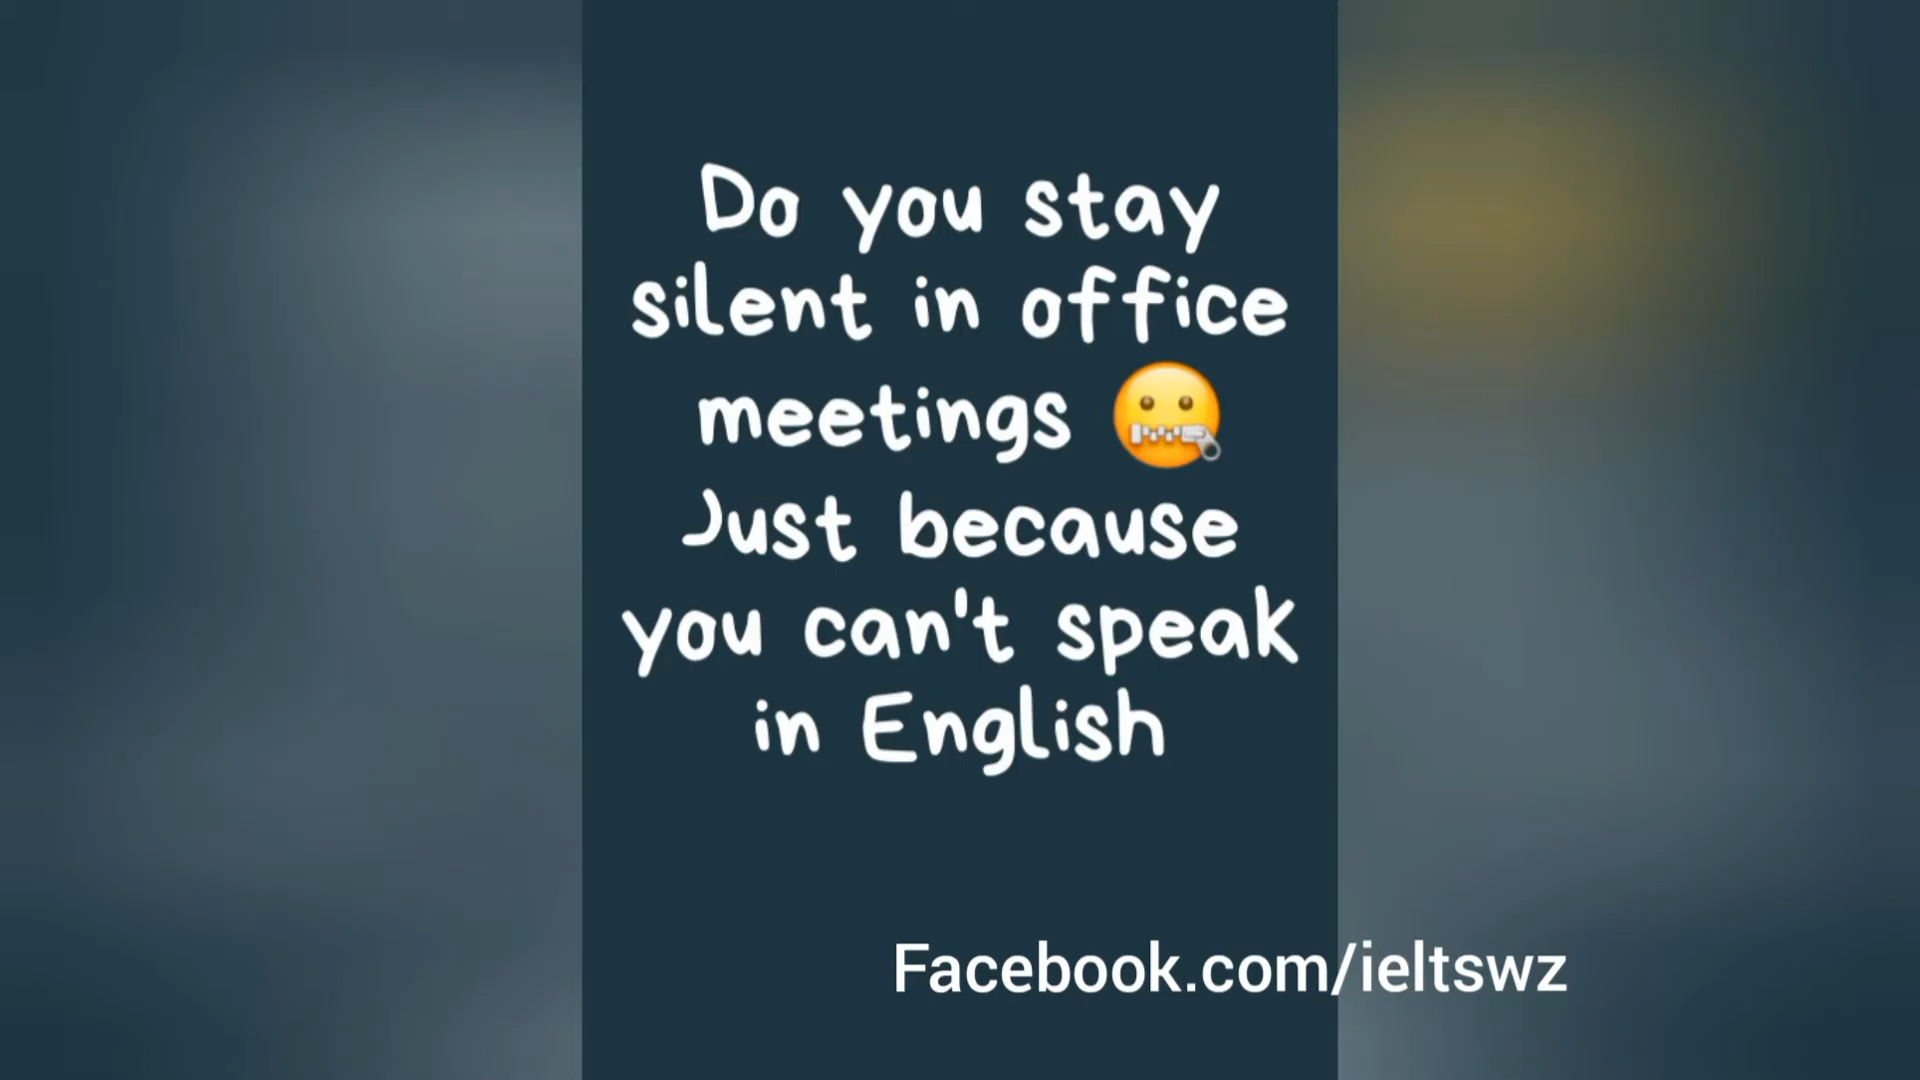 Do you stay
silent in office
meetings 🤐
Just because
you can't speak
in English
Facebook.com/ieltswz